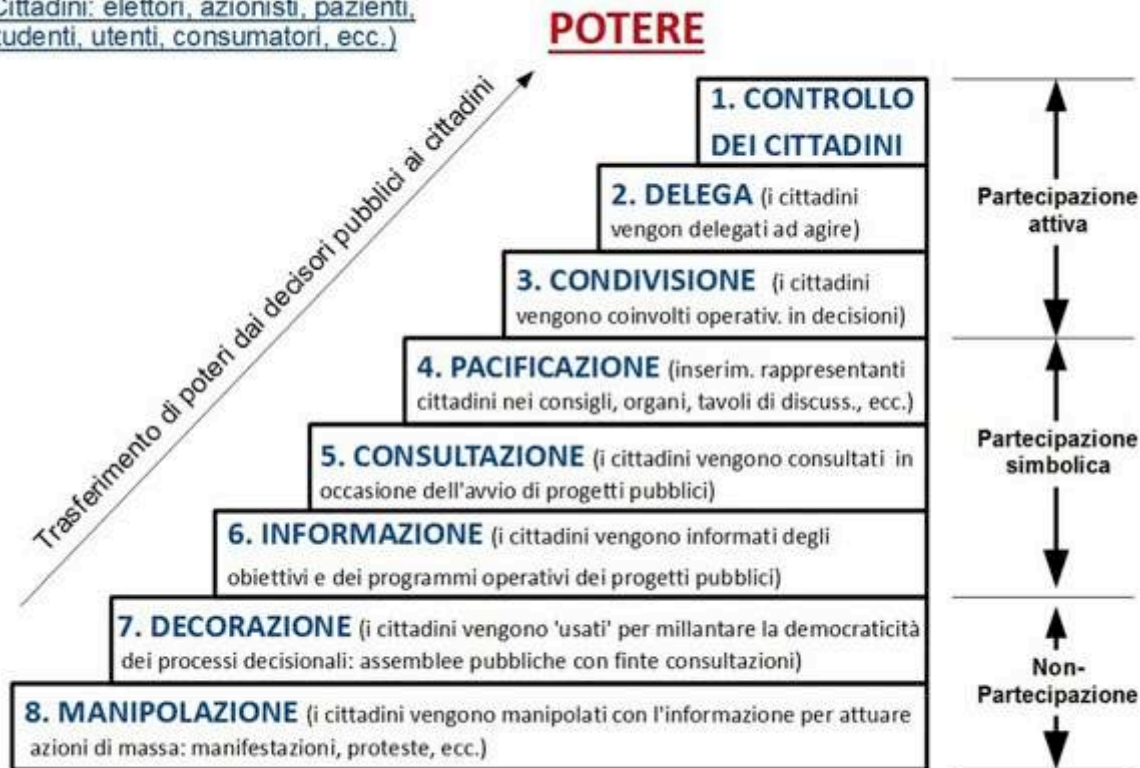 Cittadini: elettori, azionisti, pazienti,
tudenti, utenti, consumatori, ecc.)
POTERE
Trasferimento di poteri dai decisori pubblici ai cittadini
1. CONTROLLO
DEI CITTADINI
2. DELEGA (i cittadini
vengon delegati ad agire)
3. CONDIVISIONE (i cittadini
vengono coinvolti operativ. in decisioni)
4. PACIFICAZIONE (inserim. rappresentanti
cittadini nei consigli, organi, tavoli di discuss., ecc.)
5. CONSULTAZIONE (i cittadini vengono consultati in
occasione dell'avvio di progetti pubblici)
6. INFORMAZIONE (i cittadini vengono informati degli
obiettivi e dei programmi operativi dei progetti pubblici)
7. DECORAZIONE (i cittadini vengono 'usati' per millantare la democraticità
dei processi decisionali: assemblee pubbliche con finte consultazioni)
8. MANIPOLAZIONE (i cittadini vengono manipolati con l'informazione per attuare
azioni di massa: manifestazioni, proteste, ecc.)
Partecipazione
attiva
Partecipazione
simbolica
Non-
Partecipazione